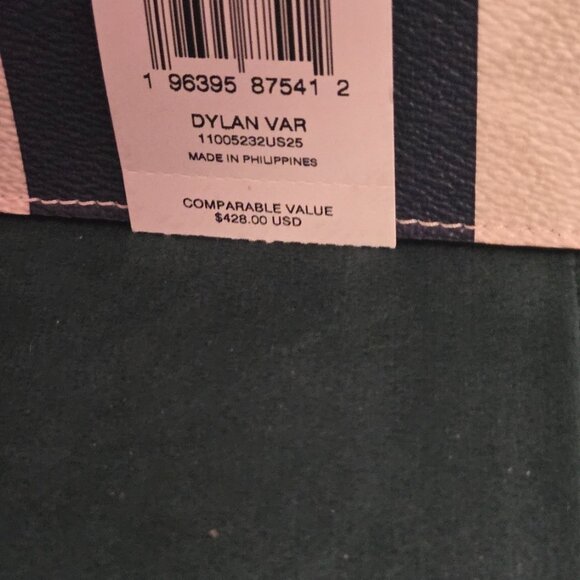 1 96395 87541 2
DYLAN VAR
11005232US25
MADE IN PHILIPPINES
COMPARABLE VALUE
$428.00 USD